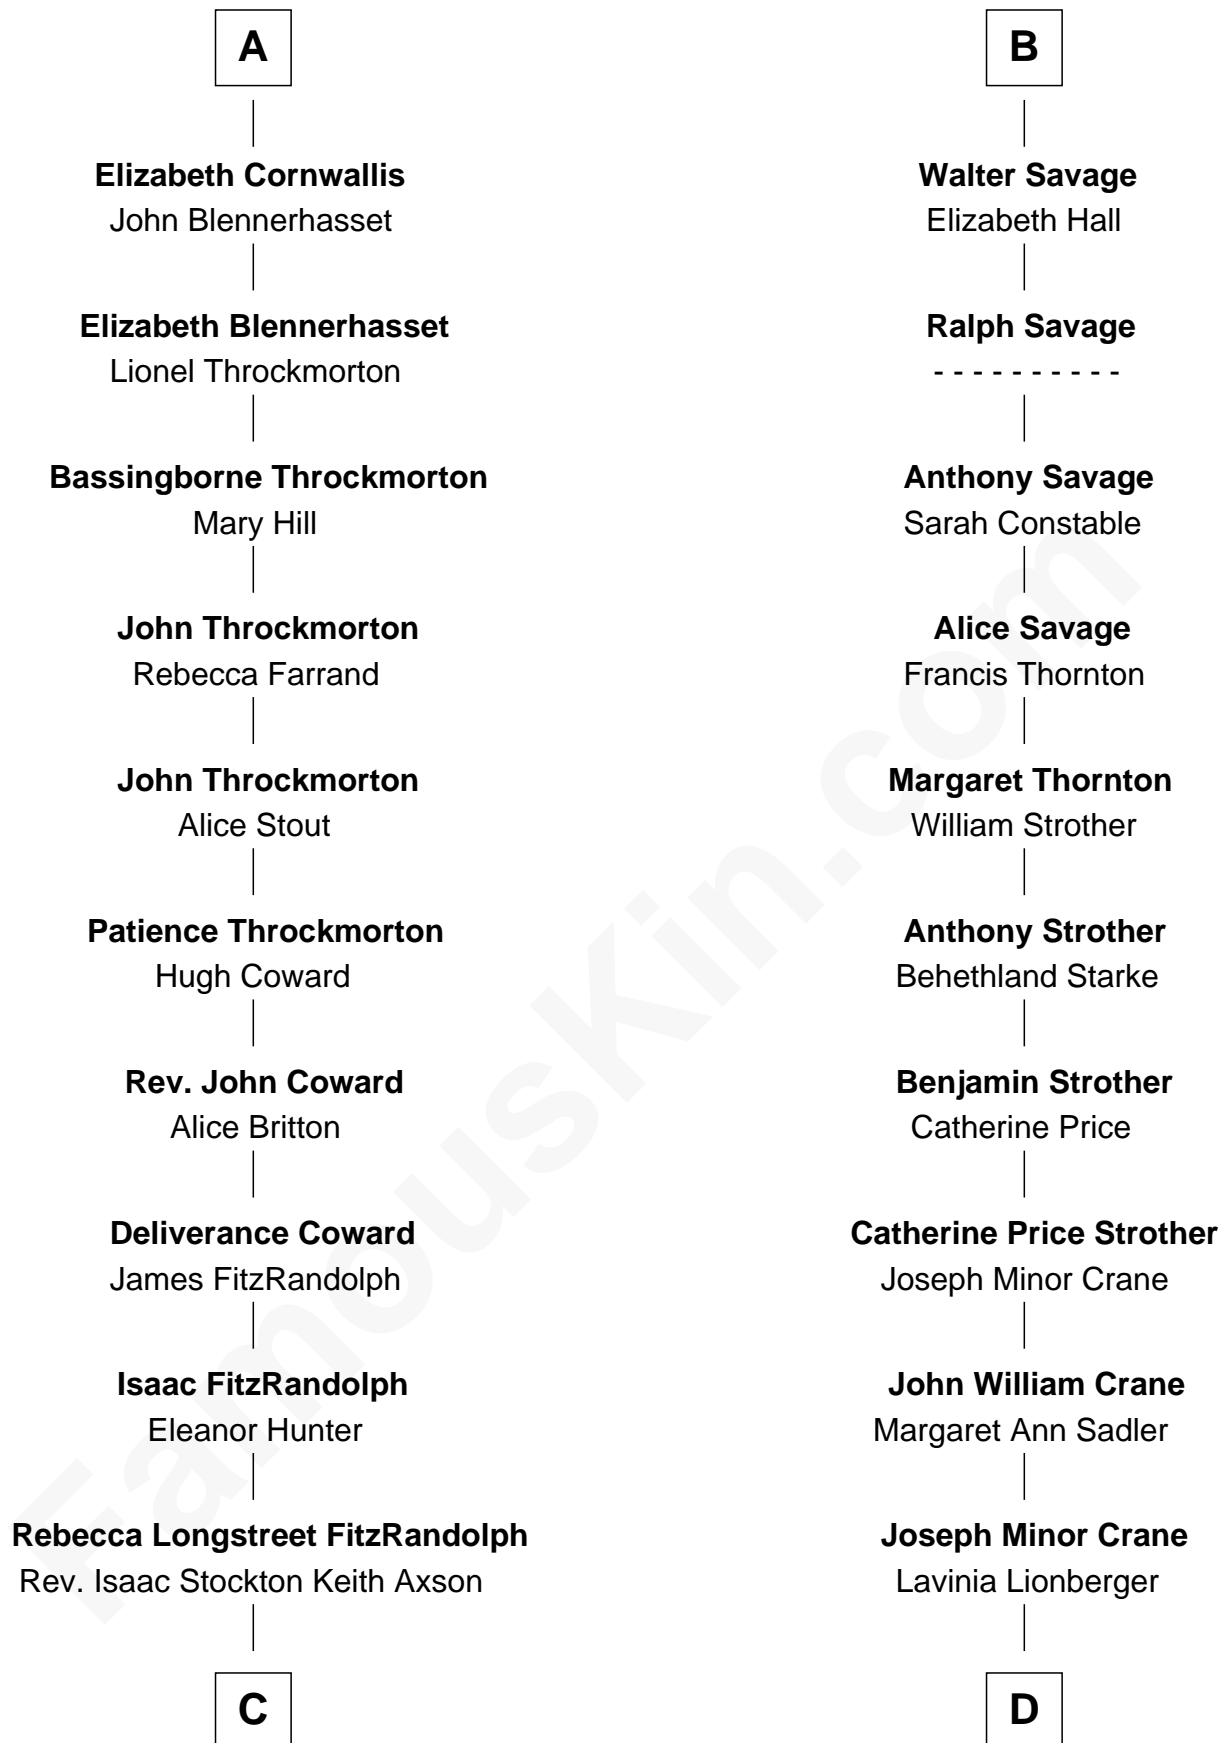 A
Elizabeth Cornwallis
John Blennerhasset
Elizabeth Blennerhasset
Lionel Throckmorton
Bassingborne Throckmorton
Mary Hill
John Throckmorton
Rebecca Farrand
John Throckmorton
Alice Stout
Patience Throckmorton
Hugh Coward
Rev. John Coward
Alice Britton
Deliverance Coward
James FitzRandolph
Isaac FitzRandolph
Eleanor Hunter
Rebecca Longstreet FitzRandolph
Rev. Isaac Stockton Keith Axson
C
B
Walter Savage
Elizabeth Hall
Ralph Savage
- - - - - - - - - -
Anthony Savage
Sarah Constable
Alice Savage
Francis Thornton
Margaret Thornton
William Strother
Anthony Strother
Behethland Starke
Benjamin Strother
Catherine Price
Catherine Price Strother
Joseph Minor Crane
John William Crane
Margaret Ann Sadler
Joseph Minor Crane
Lavinia Lionberger
D
FamousKin.com